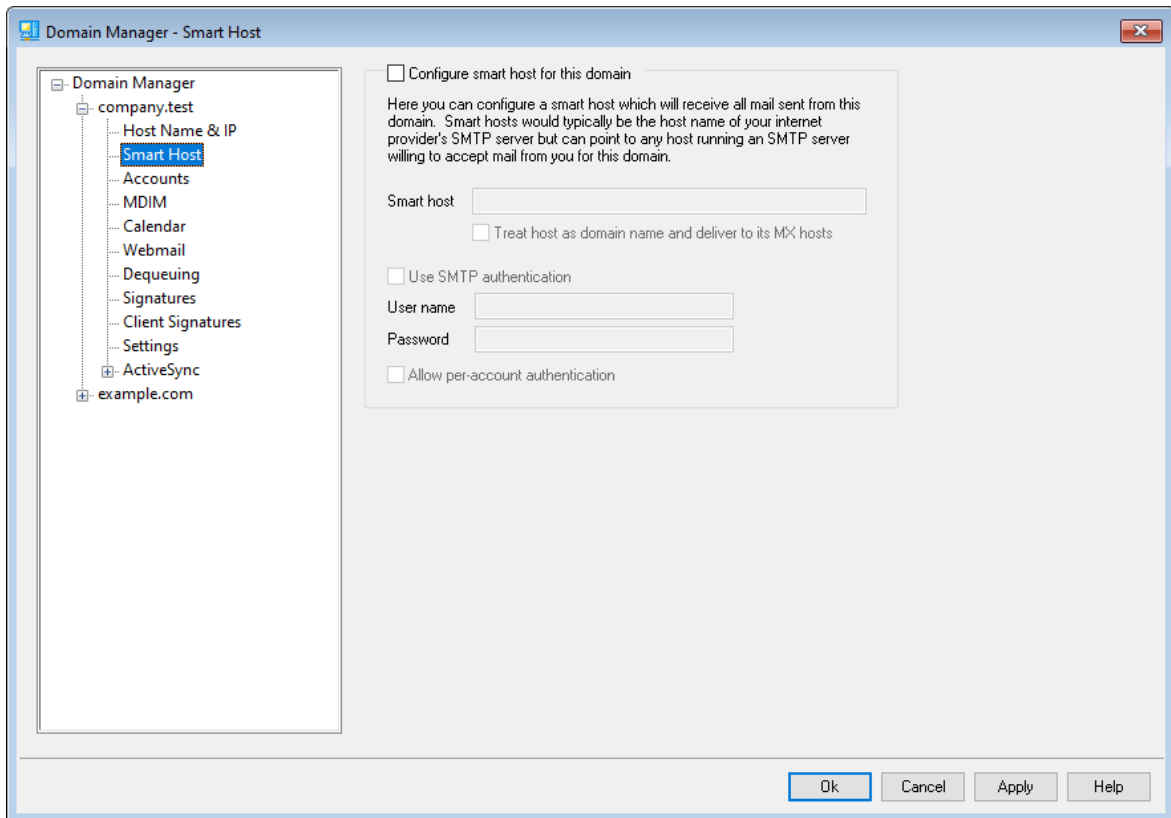 Domain Manager - Smart Host
Domain Manager
company.test
Host Name & IP
Smart Host
Accounts
MDIM
Calendar
Webmail
Dequeuing
Signatures
Client Signatures
Settings
ActiveSync
example.com
Configure smart host for this domain
Here you can configure a smart host which will receive all mail sent from this
domain.  Smart hosts would typically be the host name of your internet
provider's SMTP server but can point to any host running an SMTP server
willing to accept mail from you for this domain.
Smart host
Treat host as domain name and deliver to its MX hosts
Use SMTP authentication
User name
Password
Allow per-account authentication
Ok Cancel Apply Help